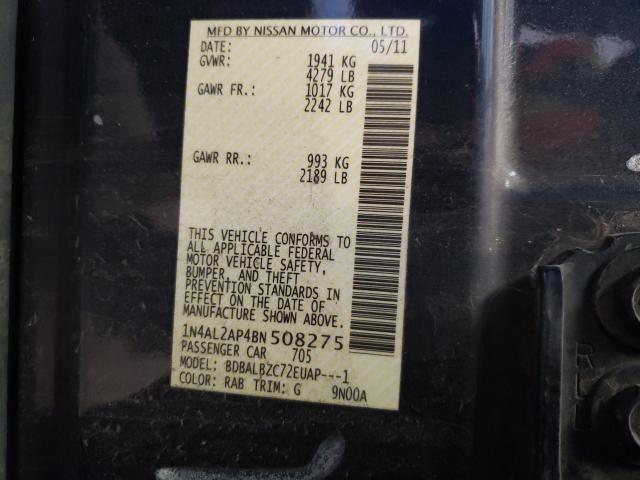 MFD BY NISSAN MOTOR CO., LTD.
DATE: 05/11
GVWR: 1941 KG
4279 LB
GAWR FR.: 1017 KG
2242 LB
GAWR RR.: 993 KG
2189 LB
THIS VEHICLE CONFORMS TO
ALL APPLICABLE FEDERAL
MOTOR VEHICLE SAFETY,
BUMPER, AND THEFT
PREVENTION STANDARDS IN
EFFECT ON THE DATE OF
MANUFACTURE SHOWN ABOVE.
1N4AL2AP4BN508275
PASSENGER CAR 705
MODEL: BDBALBZC72EUAP---1
COLOR: RAB TRIM: G 9N00A